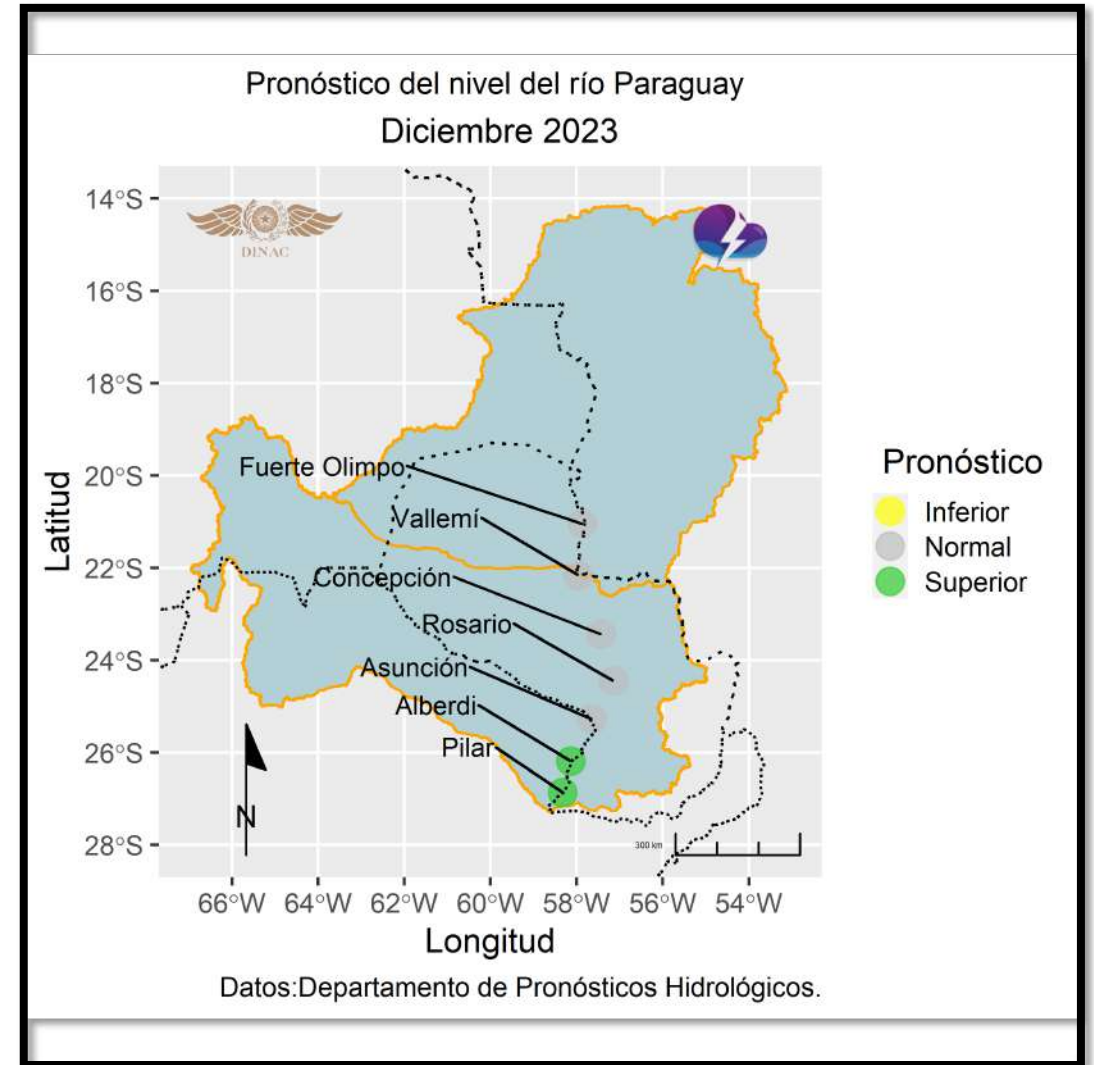 Pronóstico del nivel del río Paraguay
Diciembre 2023
DINAC
14°S
16°S
18°S
20°S
22°S
24°S
26°S
28°S
Latitud
Fuerte Olimpo
Vallemí
Concepción
Rosario
Asunción
Alberdi
Pilar
N
300 km
66°W 64°W 62°W 60°W 58°W 56°W 54°W
Longitud
Pronóstico
Inferior
Normal
Superior
Datos:Departamento de Pronósticos Hidrológicos.